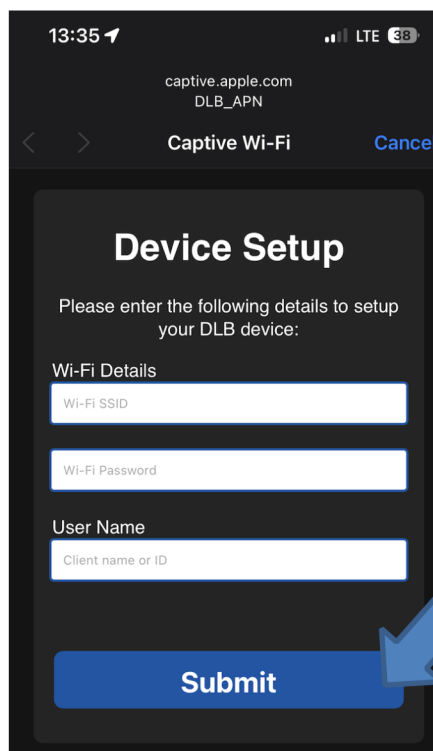 13:35
LTE 38
captive.apple.com
DLB_APN
Captive Wi-Fi
Cance
Device Setup
Please enter the following details to setup
your DLB device:
Wi-Fi Details
Wi-Fi SSID
Wi-Fi Password
User Name
Client name or ID
Submit